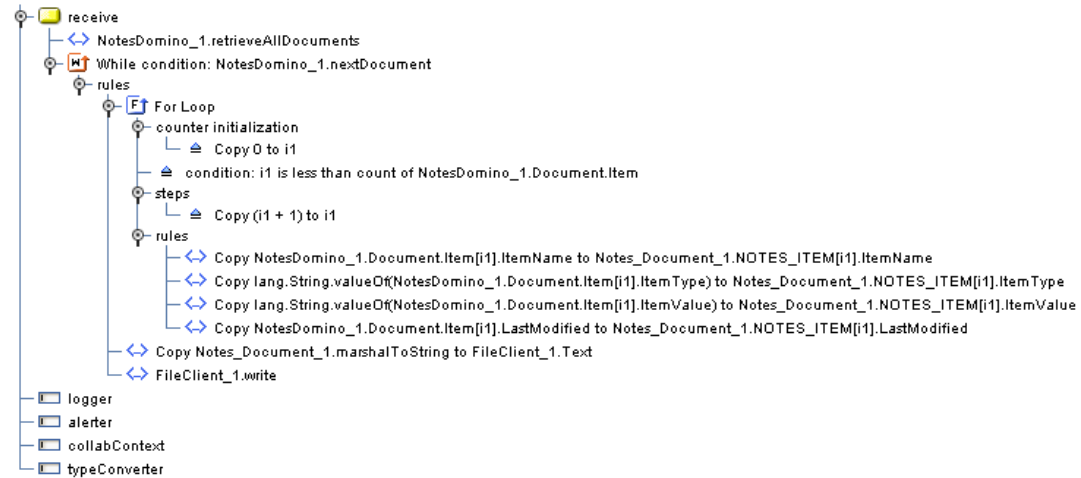 receive
NotesDomino_1.retrieveAllDocuments
While condition: NotesDomino_1.nextDocument
rules
For Loop
counter initialization
Copy 0 to i1
condition: i1 is less than count of NotesDomino_1.Document.Item
steps
Copy (i1 + 1) to i1
rules
Copy NotesDomino_1.Document.Item[i1].ItemName to Notes_Document_1.NOTES_ITEM[i1].ItemName
Copy lang.String.valueOf(NotesDomino_1.Document.Item[i1].ItemType) to Notes_Document_1.NOTES_ITEM[i1].ItemType
Copy lang.String.valueOf(NotesDomino_1.Document.Item[i1].ItemValue) to Notes_Document_1.NOTES_ITEM[i1].ItemValue
Copy NotesDomino_1.Document.Item[i1].LastModified to Notes_Document_1.NOTES_ITEM[i1].LastModified
Copy Notes_Document_1.marshalToString to FileClient_1.Text
FileClient_1.write
logger
alerter
collabContext
typeConverter